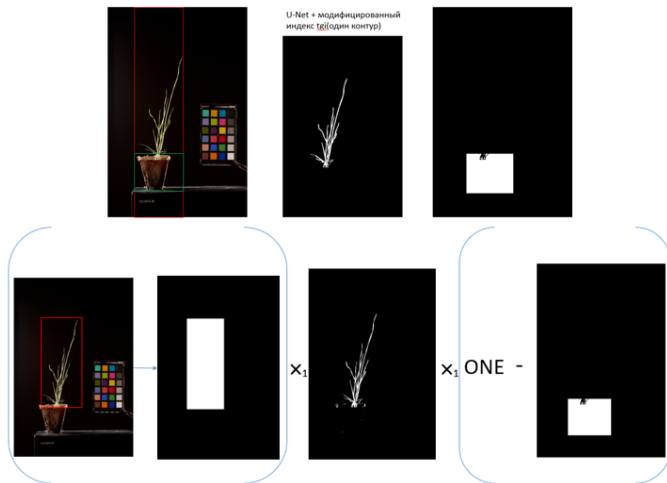 U-Net + модифицированный
индекс tgi(один контур)
×₁
×₁ ONE -